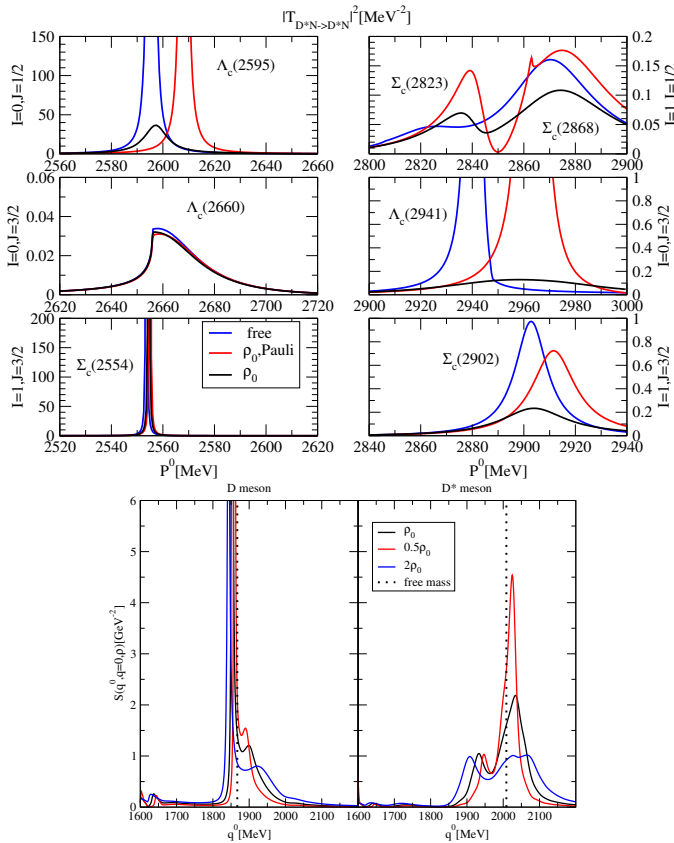 |T_{D*N->D*N}|^2[MeV^-2]
I=0,J=1/2
150
100
50
0
Λc(2595)
2560 2580 2600 2620 2640 2660
Σc(2823)
Σc(2868)
0.2
0.15
0.1
0.05
0
I=1,J=1/2
2800 2820 2840 2860 2880 2900
I=0,J=3/2
0.06
0.04
0.02
0
Λc(2660)
2620 2640 2660 2680 2700 2720
Λc(2941)
1
0.8
0.6
0.4
0.2
0
I=0,J=3/2
2900 2920 2940 2960 2980 3000
I=1,J=3/2
200
150
100
50
0
Σc(2554)
free
ρ0,Pauli
ρ0
2520 2540 2560 2580 2600 2620
P^0[MeV]
Σc(2902)
1
0.8
0.6
0.4
0.2
0
I=1,J=3/2
2840 2860 2880 2900 2920 2940
P^0[MeV]
D meson
D* meson
S(q^0,q=0,ρ)[GeV^-2]
6
5
4
3
2
1
0
ρ0
0.5ρ0
2ρ0
free mass
1600 1700 1800 1900 2000 2100
1600 1700 1800 1900 2000 2100
q^0 [MeV]
q^0 [MeV]